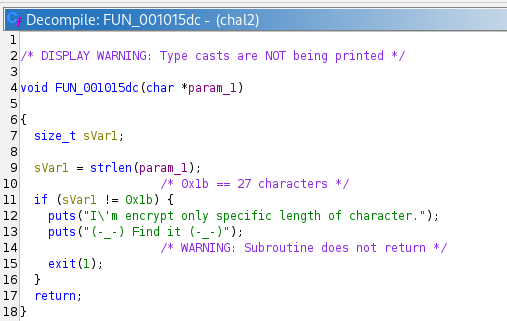 Decompile: FUN_001015dc - (chal2)
1
2 /* DISPLAY WARNING: Type casts are NOT being printed */
3
4 void FUN_001015dc(char *param_1)
5
6 {
7   size_t sVar1;
8
9   sVar1 = strlen(param_1);
10                     /* 0x1b == 27 characters */
11   if (sVar1 != 0x1b) {
12     puts("I\'m encrypt only specific length of character.");
13     puts("(-_-) Find it (-_-)");
14                     /* WARNING: Subroutine does not return */
15     exit(1);
16   }
17   return;
18 }